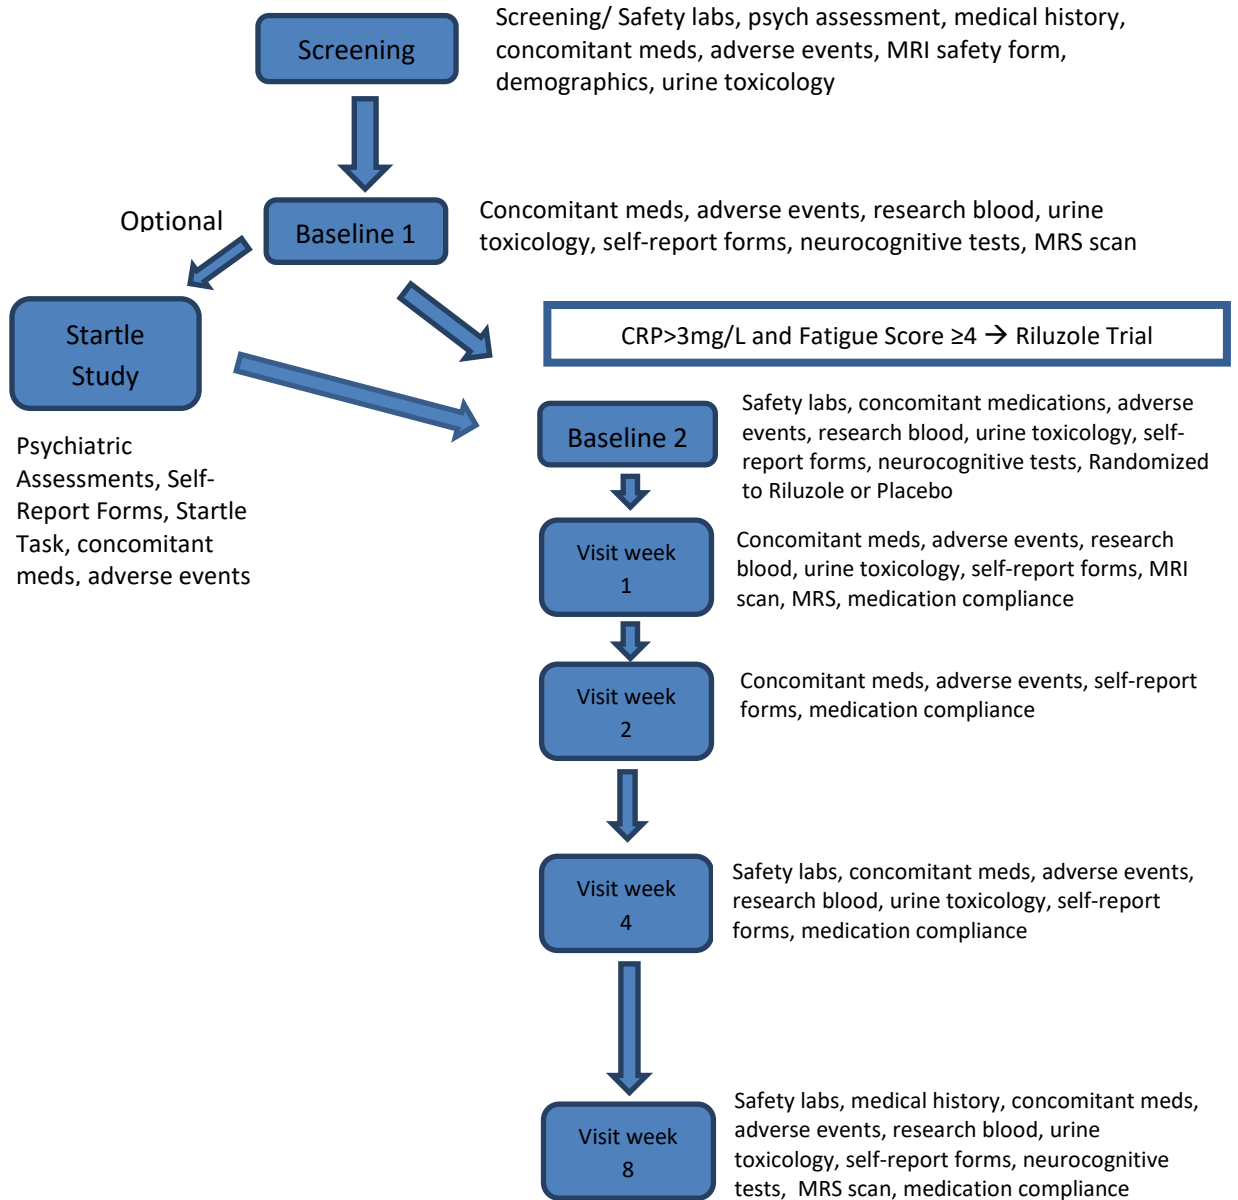 Screening
Screening/ Safety labs, psych assessment, medical history,
concomitant meds, adverse events, MRI safety form,
demographics, urine toxicology
Optional
Baseline 1
Concomitant meds, adverse events, research blood, urine
toxicology, self-report forms, neurocognitive tests, MRS scan
Startle
Study
CRP>3mg/L and Fatigue Score ≥4 → Riluzole Trial
Psychiatric
Assessments, Self-
Report Forms, Startle
Task, concomitant
meds, adverse events
Baseline 2
Safety labs, concomitant medications, adverse
events, research blood, urine toxicology, self-
report forms, neurocognitive tests, Randomized
to Riluzole or Placebo
Visit week
1
Concomitant meds, adverse events, research
blood, urine toxicology, self-report forms, MRI
scan, MRS, medication compliance
Visit week
2
Concomitant meds, adverse events, self-report
forms, medication compliance
Visit week
4
Safety labs, concomitant meds, adverse events,
research blood, urine toxicology, self-report
forms, medication compliance
Visit week
8
Safety labs, medical history, concomitant meds,
adverse events, research blood, urine
toxicology, self-report forms, neurocognitive
tests,  MRS scan, medication compliance